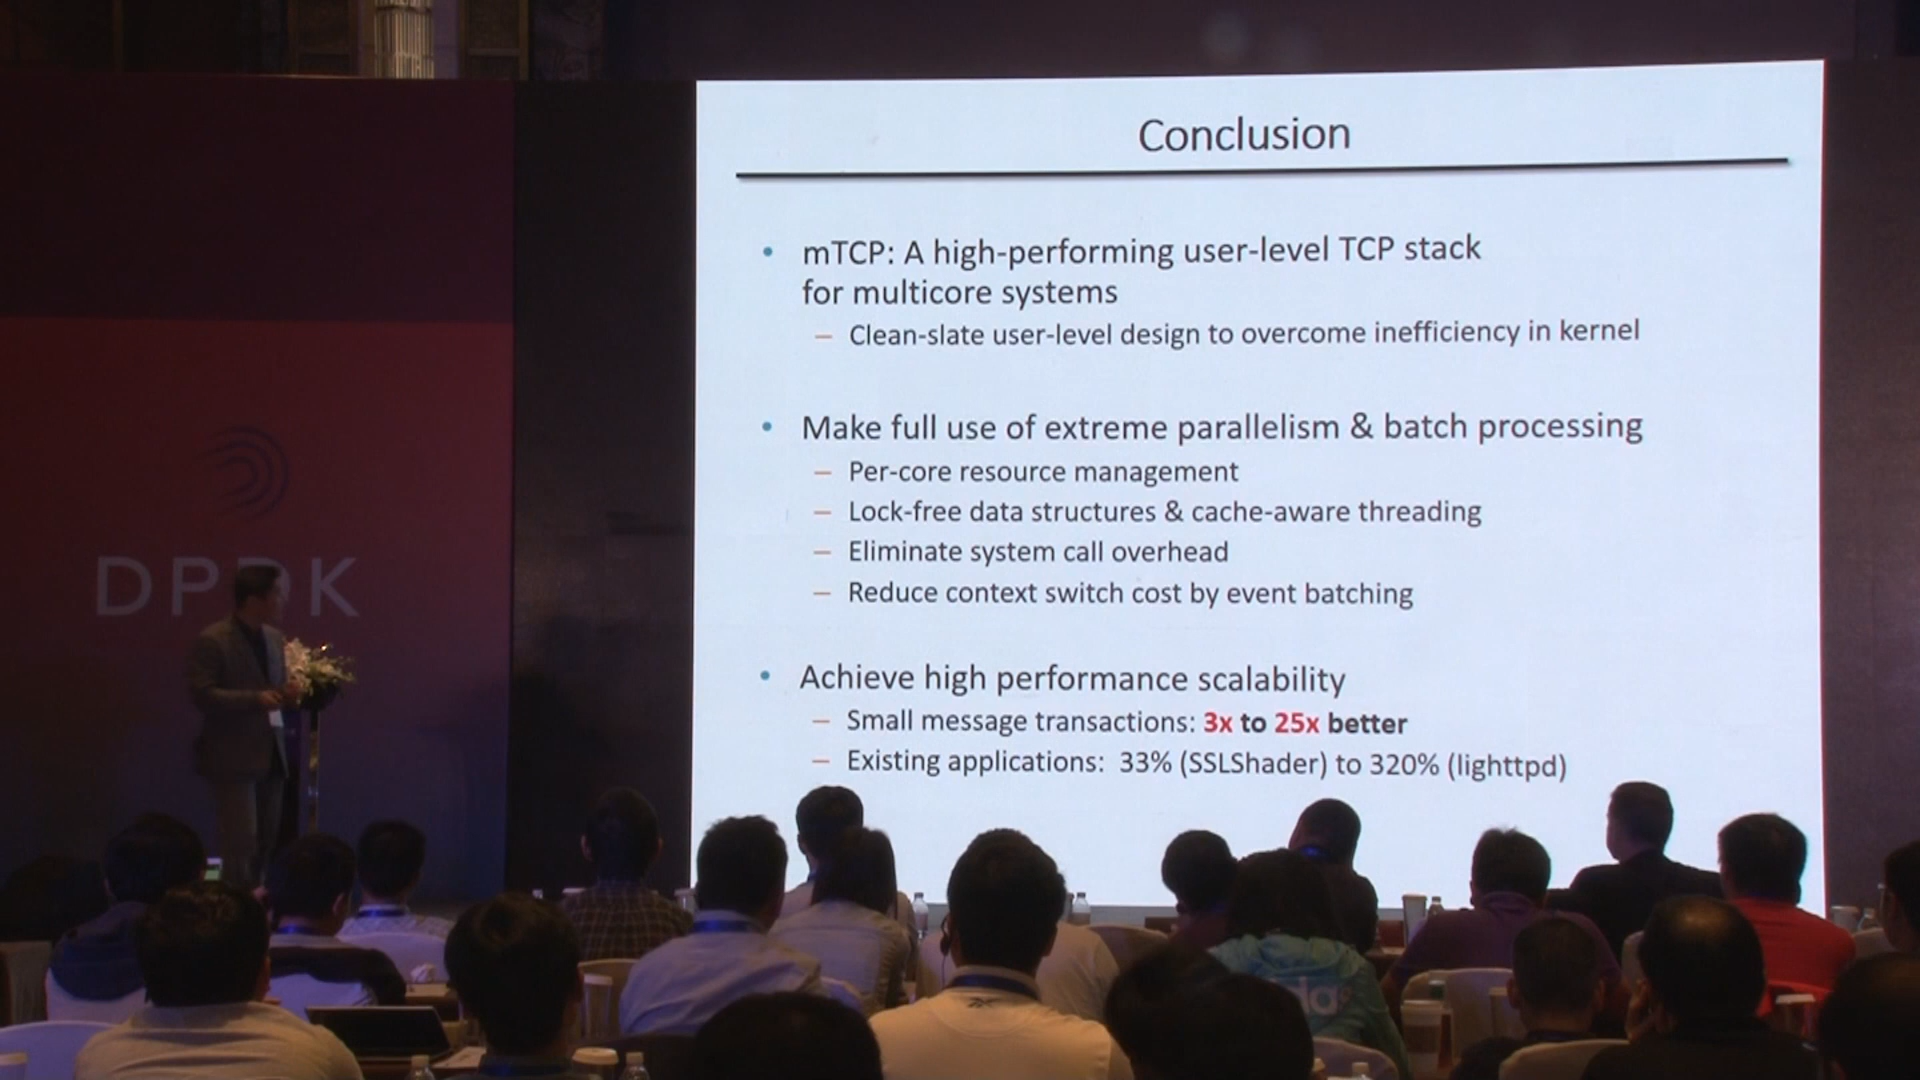 Conclusion
• mTCP: A high-performing user-level TCP stack
for multicore systems
– Clean-slate user-level design to overcome inefficiency in kernel
• Make full use of extreme parallelism & batch processing
– Per-core resource management
– Lock-free data structures & cache-aware threading
– Eliminate system call overhead
– Reduce context switch cost by event batching
• Achieve high performance scalability
– Small message transactions: 3x to 25x better
– Existing applications: 33% (SSLShader) to 320% (lighttpd)
DPDK